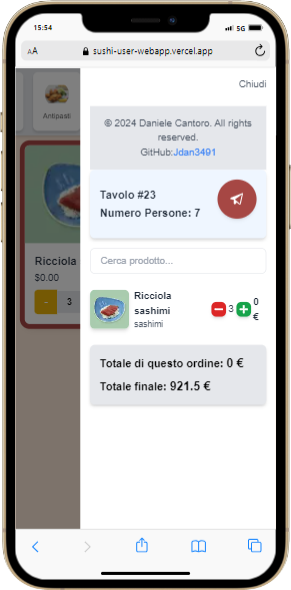 15:54
5G
AA
sushi-user-webapp.vercel.app
Chiudi
Antipasti
© 2024 Daniele Cantoro. All rights
reserved.
GitHub:Jdan3491
Tavolo #23
Numero Persone: 7
Cerca prodotto...
Ricciola
$0.00
-
3
Ricciola
sashimi
sashimi
3
0
€
Totale di questo ordine: 0 €
Totale finale: 921.5 €